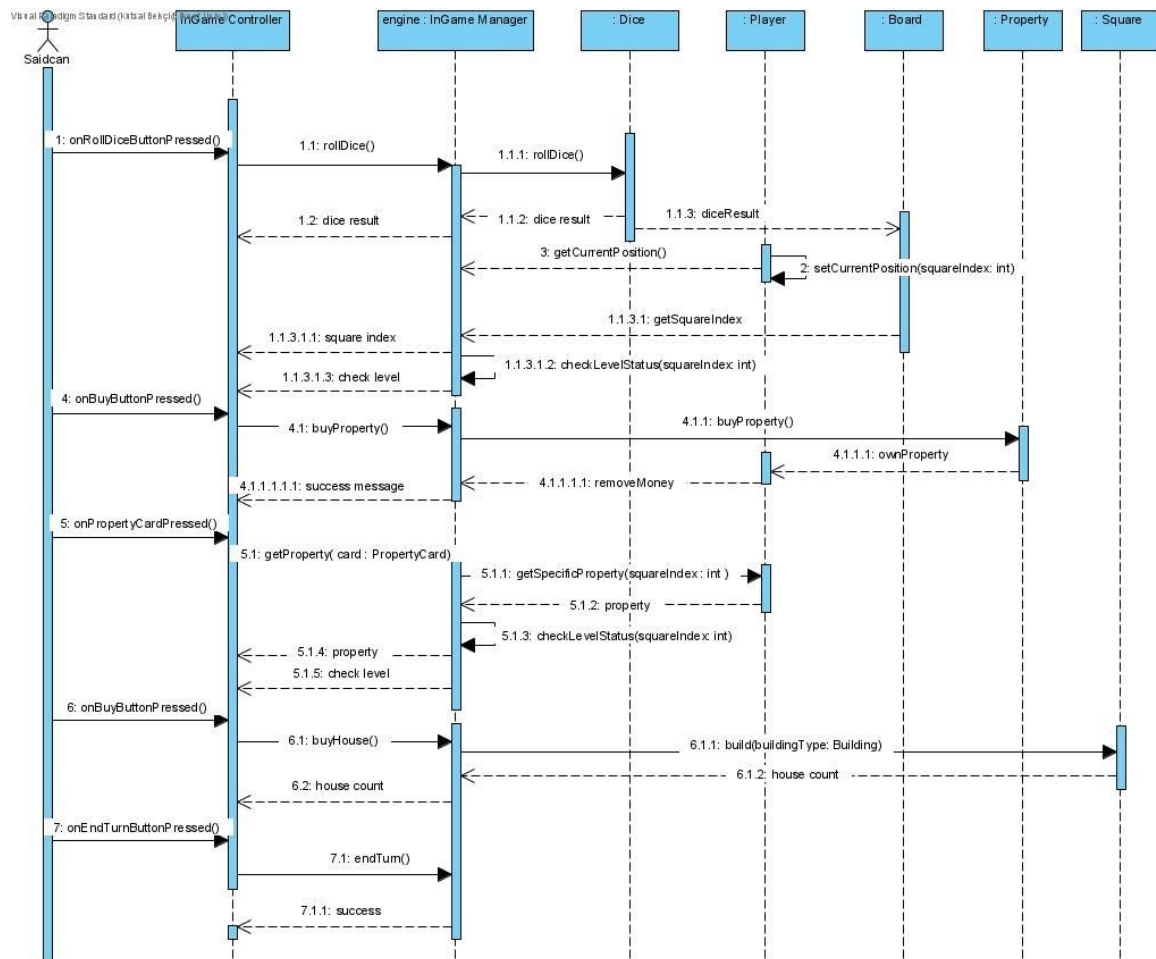 Visual Paradigm Standard
InGame Controller
engine : InGame Manager
: Dice
: Player
: Board
: Property
: Square
Saidcan
1: onRollDiceButtonPressed()
1.1: rollDice()
1.1.1: rollDice()
1.1.2: dice result
1.1.3: diceResult
1.2: dice result
3: getCurrentPosition()
2: setCurrentPosition(squareIndex: int)
1.1.3.1: getSquareIndex
1.1.3.1.1: square index
1.1.3.1.2: checkLevelStatus(squareIndex: int)
1.1.3.1.3: check level
4: onBuyButtonPressed()
4.1: buyProperty()
4.1.1: buyProperty()
4.1.1.1: ownProperty
4.1.1.1.1: removeMoney
4.1.1.1.1.1: success message
5: onPropertyCardPressed()
5.1: getProperty( card : PropertyCard)
5.1.1: getSpecificProperty(squareIndex : int )
5.1.2: property
5.1.3: checkLevelStatus(squareIndex: int)
5.1.4: property
5.1.5: check level
6: onBuyButtonPressed()
6.1: buyHouse()
6.1.1: build(buildingType: Building)
6.1.2: house count
6.2: house count
7: onEndTurnButtonPressed()
7.1: endTurn()
7.1.1: success